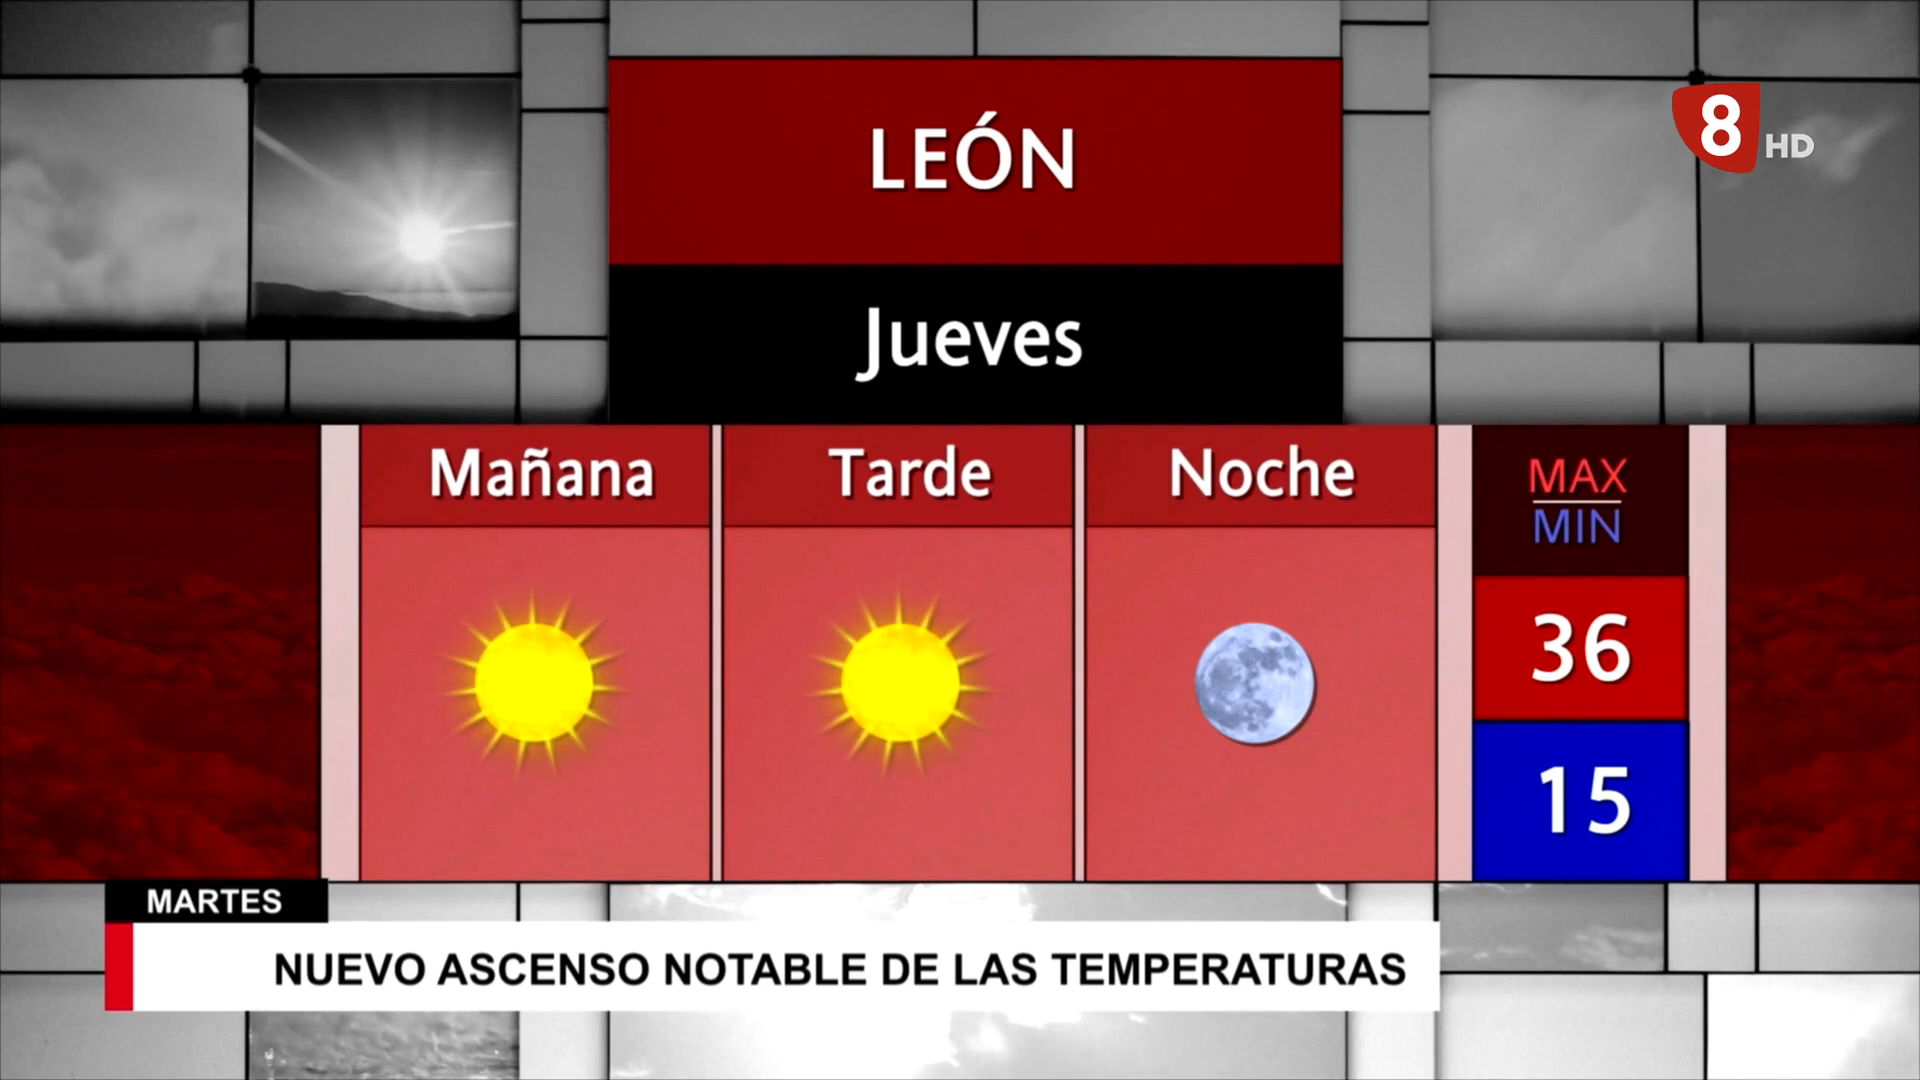 LEÓN
8 HD
Jueves
Mañana
Tarde
Noche
MAX
MIN
36
15
MARTES
NUEVO ASCENSO NOTABLE DE LAS TEMPERATURAS